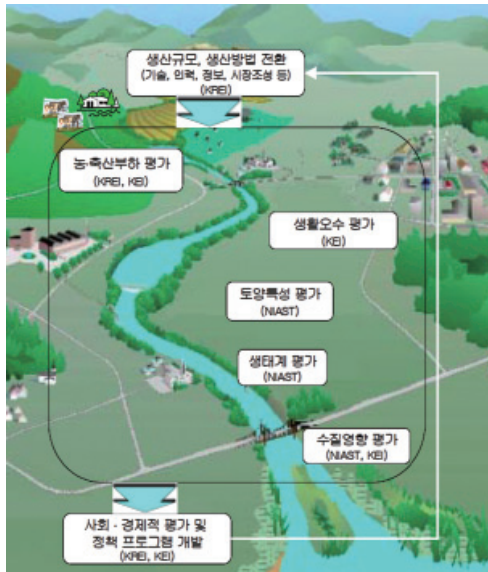 생산규모, 생산방법 전환
(기술, 인력, 정보, 시장조성 등)
(KREI)
농·축산부하 평가
(KREI, KEI)
생활오수 평가
(KEI)
토양특성 평가
(NIAST)
생태계 평가
(NIAST)
수질영향 평가
(NIAST, KEI)
사회 · 경제적 평가 및
정책 프로그램 개발
(KREI, KEI)